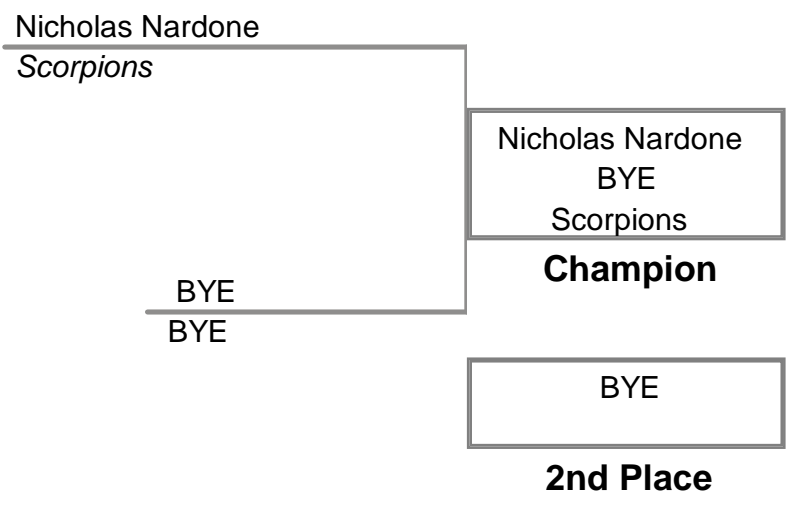 Nicholas Nardone
Scorpions
Nicholas Nardone
BYE
Scorpions
Champion
BYE
BYE
BYE
2nd Place